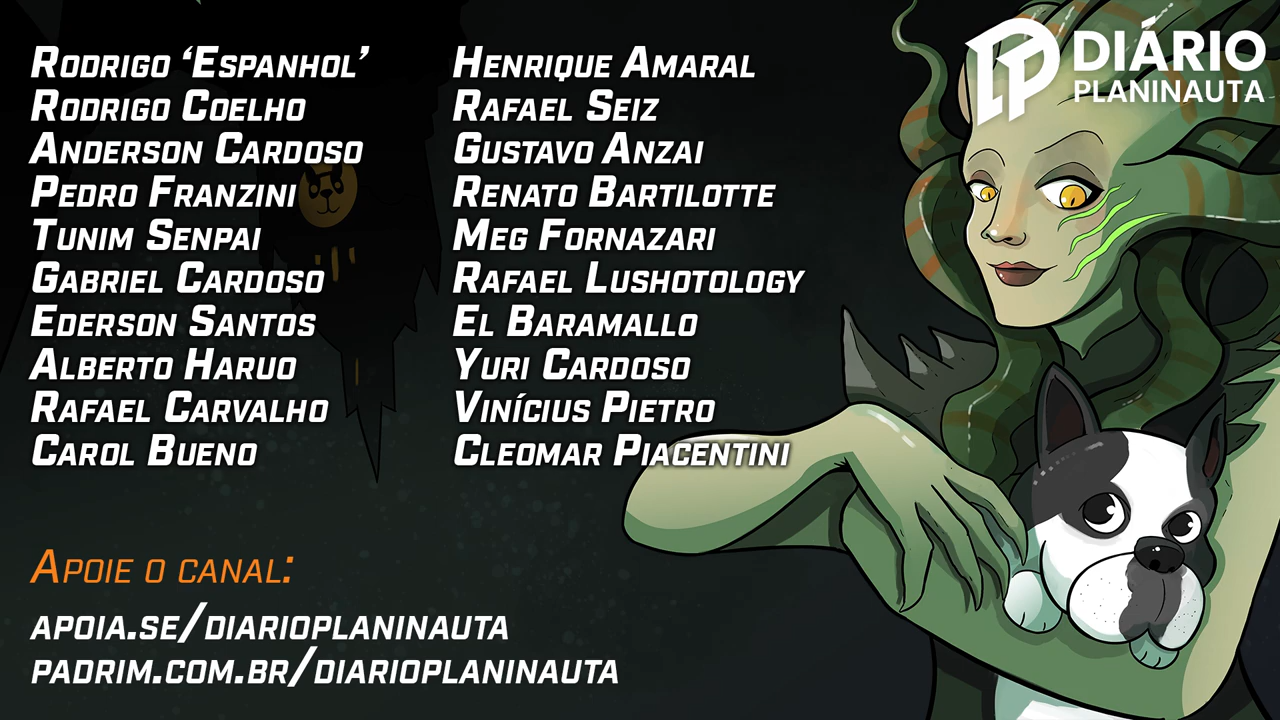 Rodrigo ‘Espanhol’
Rodrigo Coelho
Anderson Cardoso
Pedro Franzini
Tunim Senpai
Gabriel Cardoso
Ederson Santos
Alberto Haruo
Rafael Carvalho
Carol Bueno
Henrique Amaral
Rafael Seiz
Gustavo Anzai
Renato Bartilotte
Meg Fornazari
Rafael Lushotology
El Baramallo
Yuri Cardoso
Vinícius Pietro
Cleomar Piacentini
Apoie o canal:
apoia.se/diarioplaninauta
padrim.com.br/diarioplaninauta
DIÁRIO
PLANINAUTA